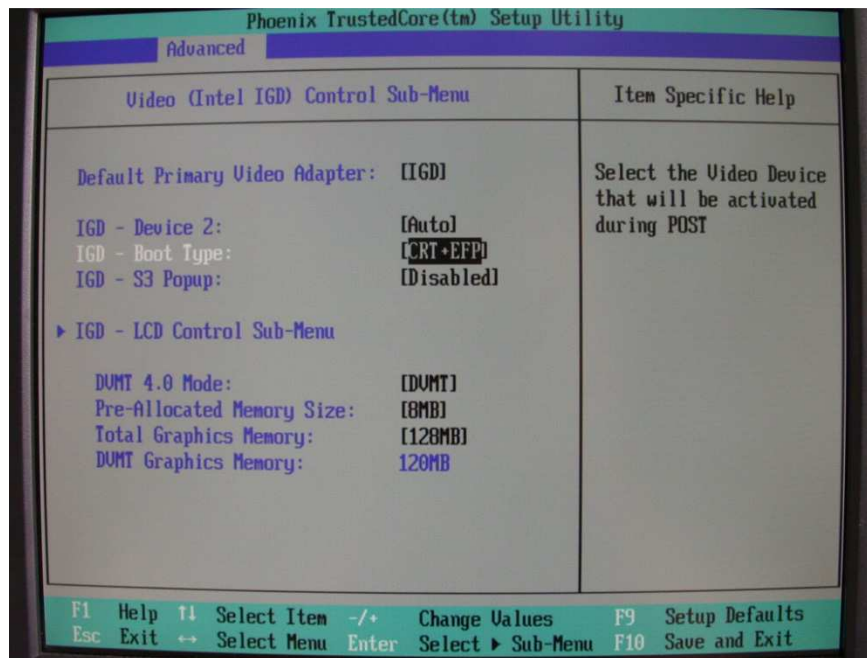 Phoenix TrustedCore(tm) Setup Utility
Advanced
Video (Intel IGD) Control Sub-Menu
Item Specific Help
Default Primary Video Adapter: [IGD]
IGD - Device 2: [Auto]
IGD - Boot Type: [CRT+EFP]
IGD - S3 Popup: [Disabled]
▶ IGD - LCD Control Sub-Menu
DVMT 4.0 Mode: [DVMT]
Pre-Allocated Memory Size: [8MB]
Total Graphics Memory: [128MB]
DVMT Graphics Memory: 120MB
Select the Video Device
that will be activated
during POST
F1 Help ↑↓ Select Item -/+ Change Values F9 Setup Defaults
Esc Exit ↔ Select Menu Enter Select ▶ Sub-Menu F10 Save and Exit